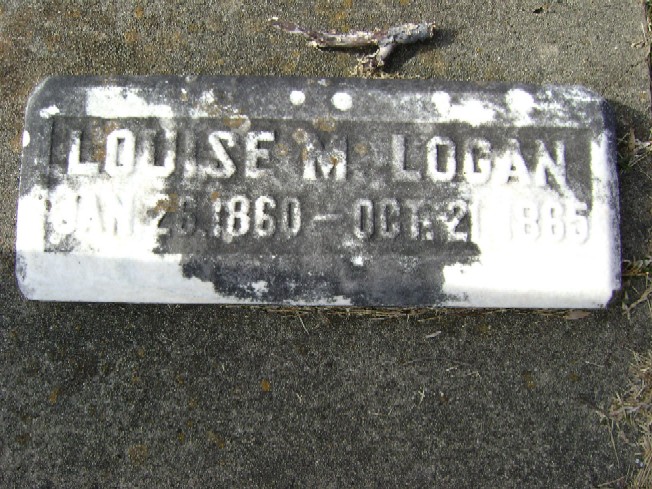 LOUISE M. LOGAN
JAN. 26, 1860 — OCT. 21, 1885